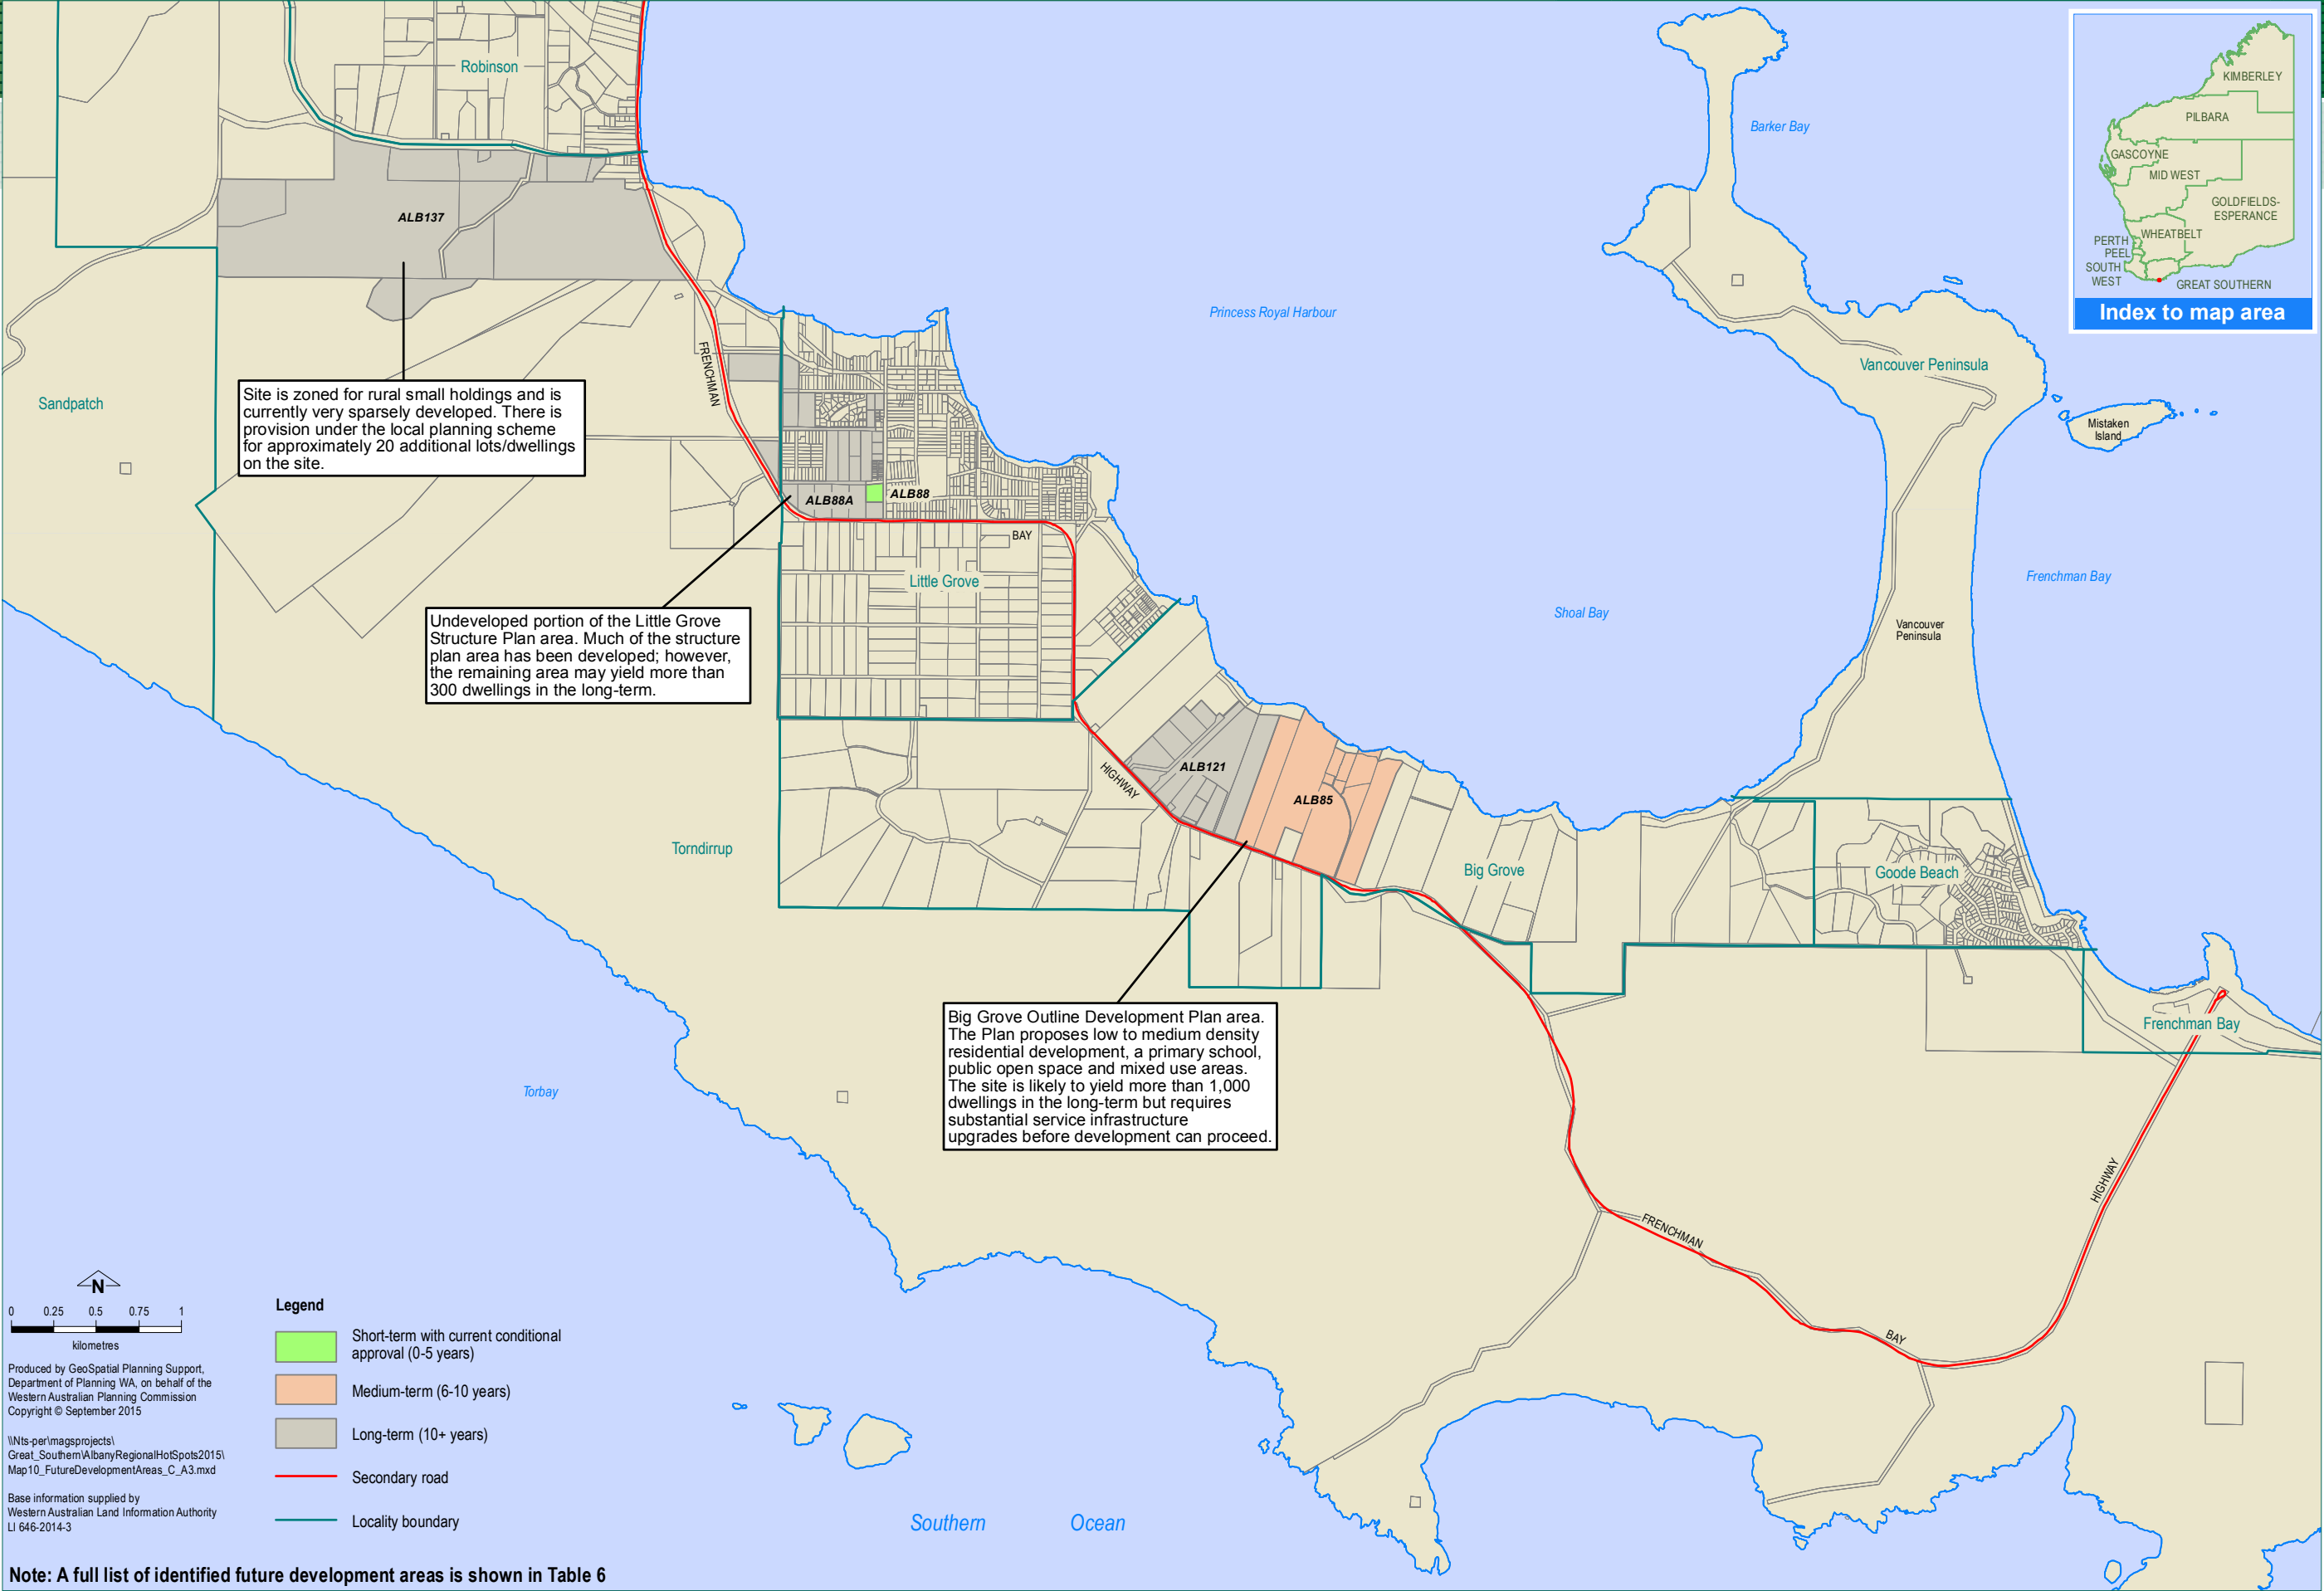 Robinson
Barker Bay
KIMBERLEY
PILBARA
GASCOYNE
MID WEST
GOLDFIELDS-
ESPERANCE
WHEATBELT
PERTH
PEEL
SOUTH
WEST
GREAT SOUTHERN
Index to map area
ALB137
Princess Royal Harbour
Vancouver Peninsula
FRENCHMAN
Sandpatch
Site is zoned for rural small holdings and is
currently very sparsely developed. There is
provision under the local planning scheme
for approximately 20 additional lots/dwellings
on the site.
Mistaken
Island
ALB88A
ALB88
BAY
Little Grove
Frenchman Bay
Shoal Bay
Vancouver
Peninsula
Undeveloped portion of the Little Grove
Structure Plan area. Much of the structure
plan area has been developed; however,
the remaining area may yield more than
300 dwellings in the long-term.
HIGHWAY
ALB121
ALB85
Torndirrup
Big Grove
Goode Beach
Big Grove Outline Development Plan area.
The Plan proposes low to medium density
residential development, a primary school,
public open space and mixed use areas.
The site is likely to yield more than 1,000
dwellings in the long-term but requires
substantial service infrastructure
upgrades before development can proceed.
Frenchman Bay
Torbay
HIGHWAY
FRENCHMAN
BAY
N
0 0.25 0.5 0.75 1
kilometres
Produced by GeoSpatial Planning Support,
Department of Planning WA, on behalf of the
Western Australian Planning Commission
Copyright © September 2015
\\Nts-per\magsprojects\
Great_Southern\AlbanyRegionalHotSpots2015\
Map10_FutureDevelopmentAreas_C_A3.mxd
Base information supplied by
Western Australian Land Information Authority
LI 646-2014-3
Legend
Short-term with current conditional
approval (0-5 years)
Medium-term (6-10 years)
Long-term (10+ years)
Secondary road
Locality boundary
Southern Ocean
Note: A full list of identified future development areas is shown in Table 6